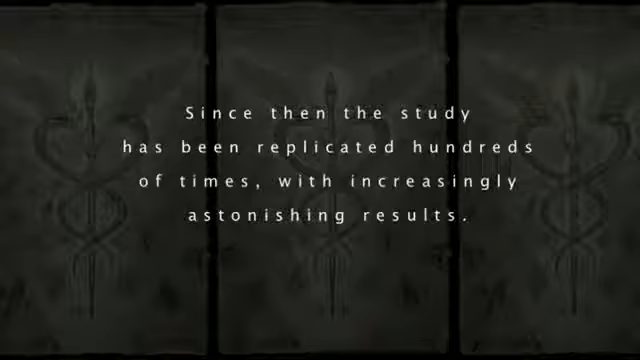 Since then the study
has been replicated hundreds
of times, with increasingly
astonishing results.